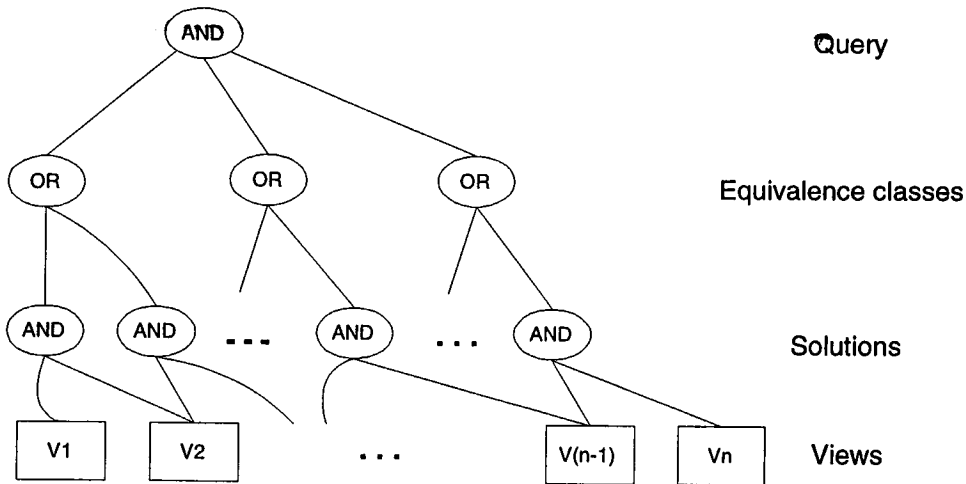 AND
Query
OR
OR
OR
Equivalence classes
AND
AND
---
AND
...
AND
Solutions
V1
V2
...
V(n-1)
Vn
Views